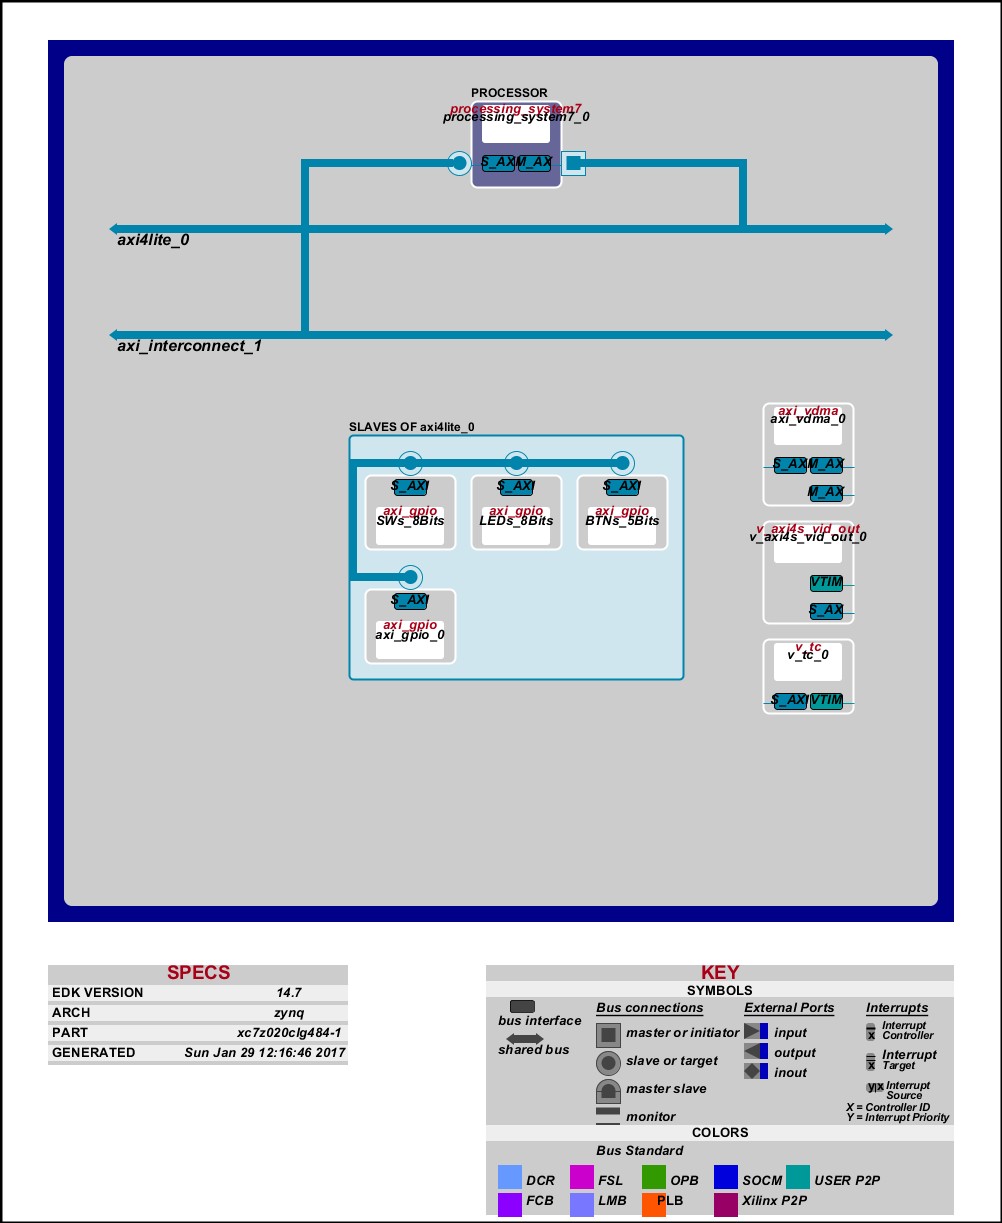 PROCESSOR
processing_system7
processing_system7_0
S_AXI M_AX
axi4lite_0
axi_interconnect_1
SLAVES OF axi4lite_0
S_AXI S_AXI S_AXI
axi_gpio axi_gpio axi_gpio
SWs_8Bits LEDs_8Bits BTNs_5Bits
S_AXI
axi_gpio
axi_gpio_0
axi_vdma
axi_vdma_0
S_AXI M_AX
M_AX
v_axi4s_vid_out
v_axi4s_vid_out_0
VTIM
S_AX
v_tc
v_tc_0
S_AXI VTIM
SPECS
EDK VERSION 14.7
ARCH zynq
PART xc7z020clg484-1
GENERATED Sun Jan 29 12:16:46 2017
KEY
SYMBOLS
bus interface
shared bus
Bus connections
master or initiator
slave or target
master slave
monitor
External Ports
input
output
inout
Interrupts
x Interrupt
Controller
x Interrupt
Target
y x Interrupt
Source
X = Controller ID
Y = Interrupt Priority
COLORS
Bus Standard
DCR FSL OPB SOCM USER P2P
FCB LMB PLB Xilinx P2P